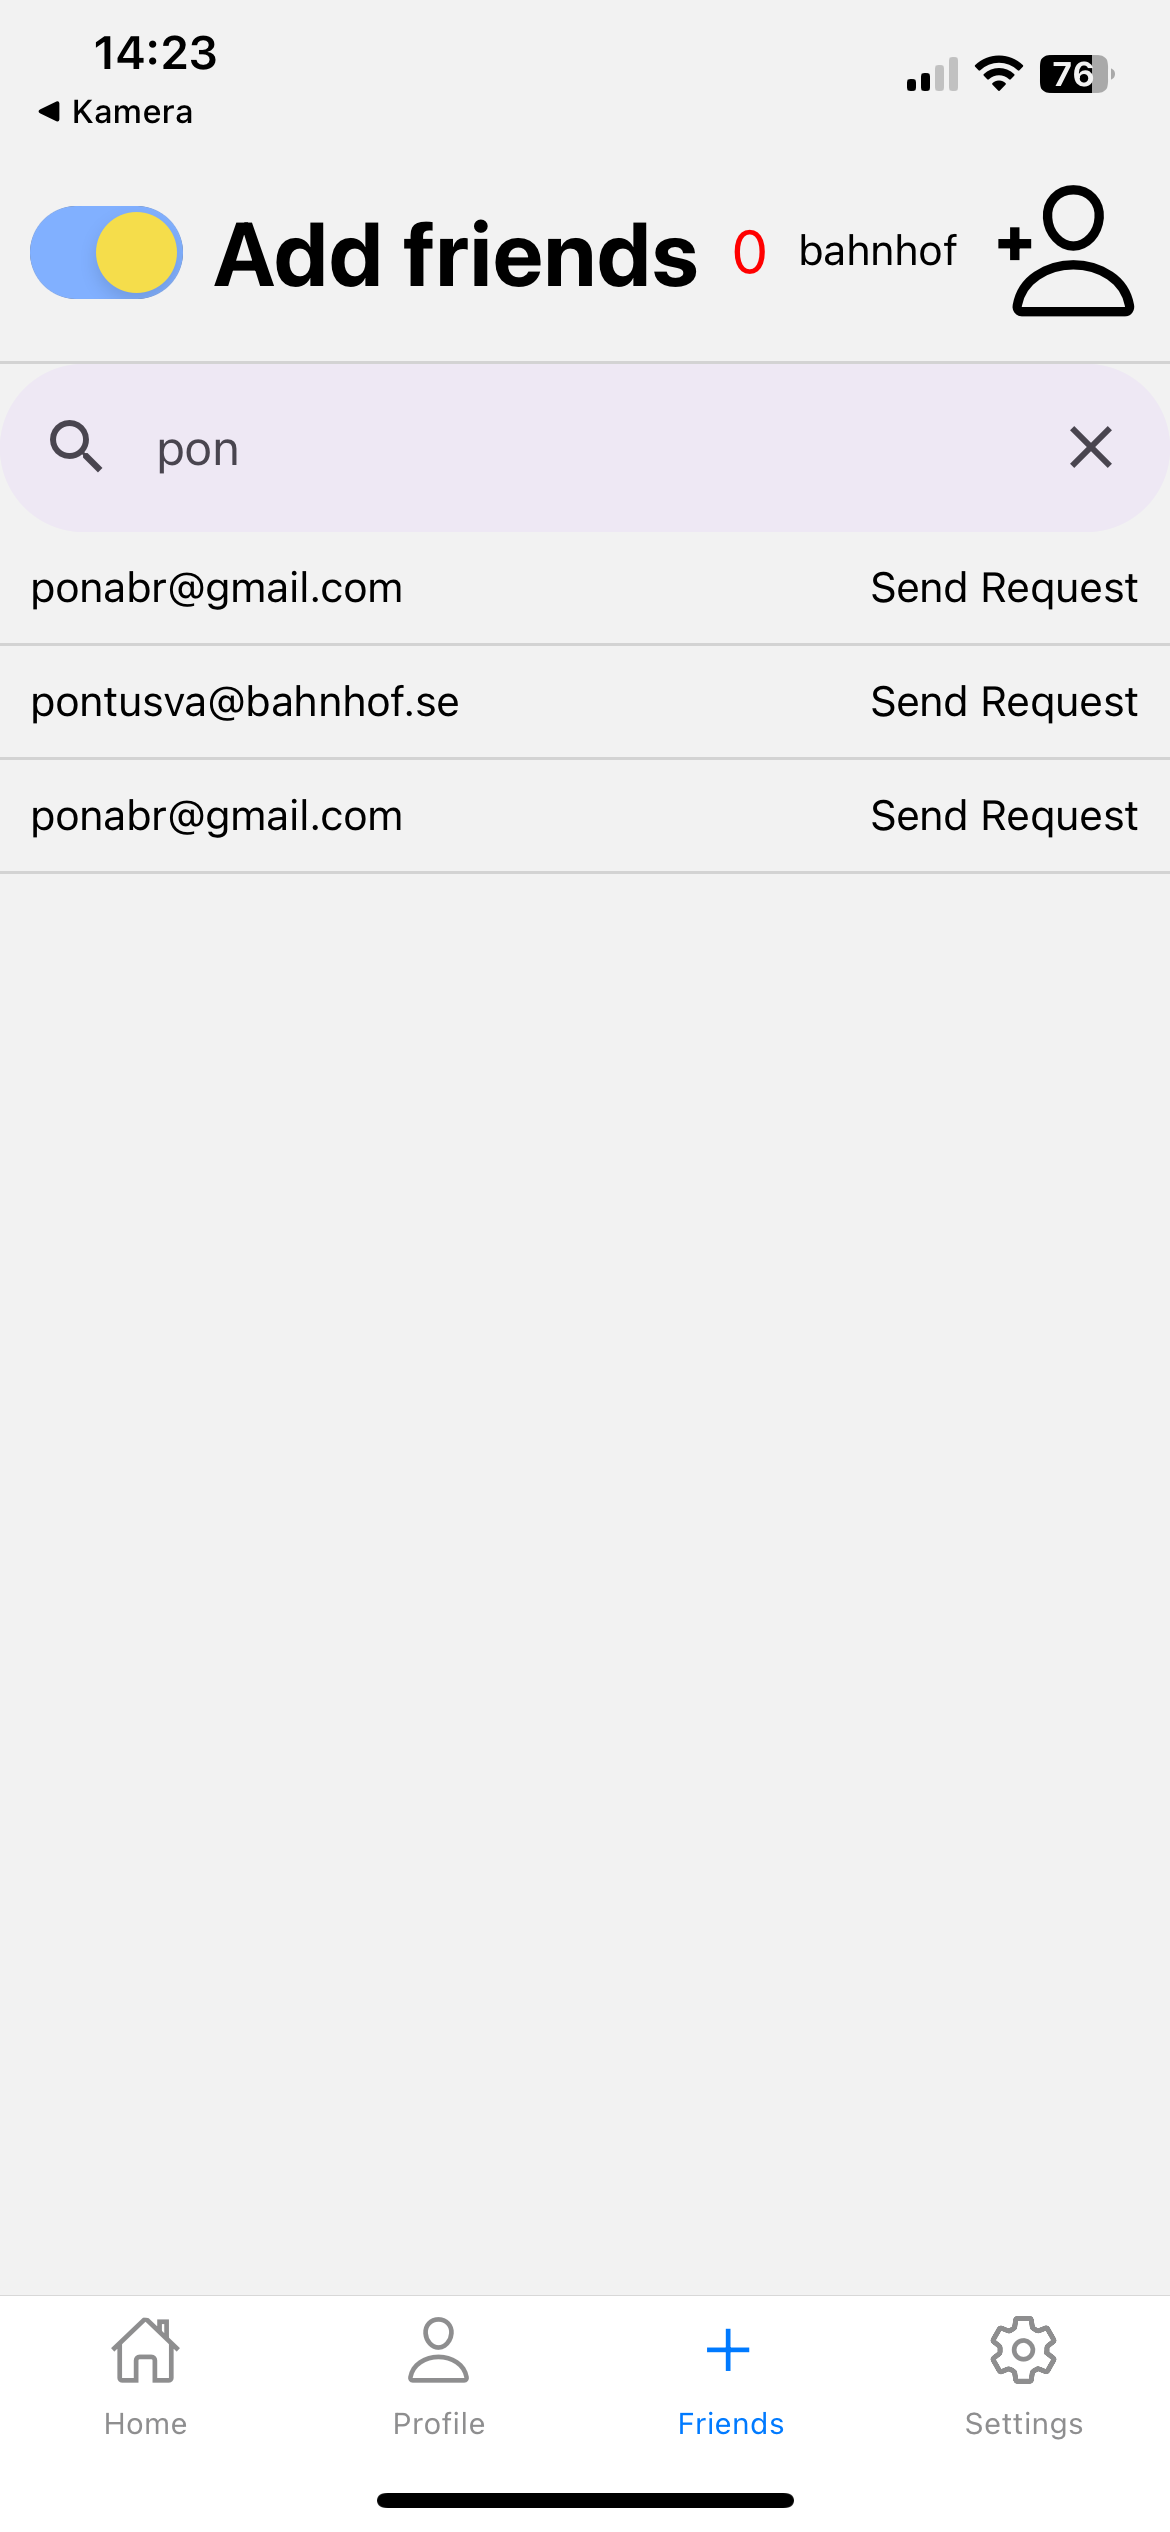 14:23
76
◀ Kamera
Add friends 0 bahnhof
pon
ponabr@gmail.com Send Request
pontusva@bahnhof.se Send Request
ponabr@gmail.com Send Request
Home Profile Friends Settings